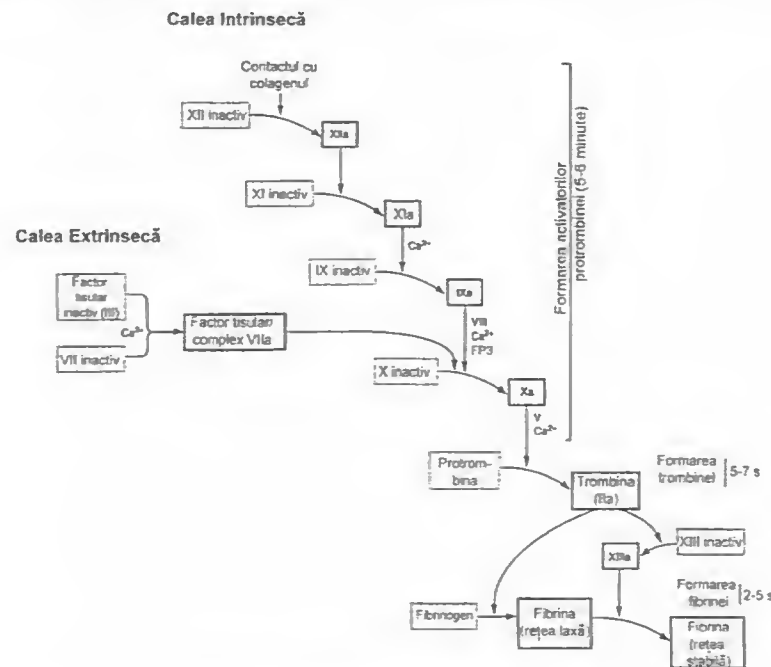 Calea Intrinsecă
Contactul cu
colagenul
XII inactiv
XIIa
XI inactiv
XIa
Ca²⁺
Formarea activatorilor
protrombinei (5-6 minute)
Calea Extrinsecă
IX inactiv
IXa
Factor
tisular
inactiv (III)
Ca²⁺
VII inactiv
Factor tisular/
complex VIIa
VIII
Ca²⁺
FP3
X inactiv
Xa
V
Ca²⁺
Protrom-
bina
Trombina
(IIa)
Formarea
trombinei
5-7 s
XIII inactiv
XIIIa
Formarea
fibrinei
2-5 s
Fibrinogen
Fibrina
(rețea laxă)
Fibrina
(rețea
stabilă)